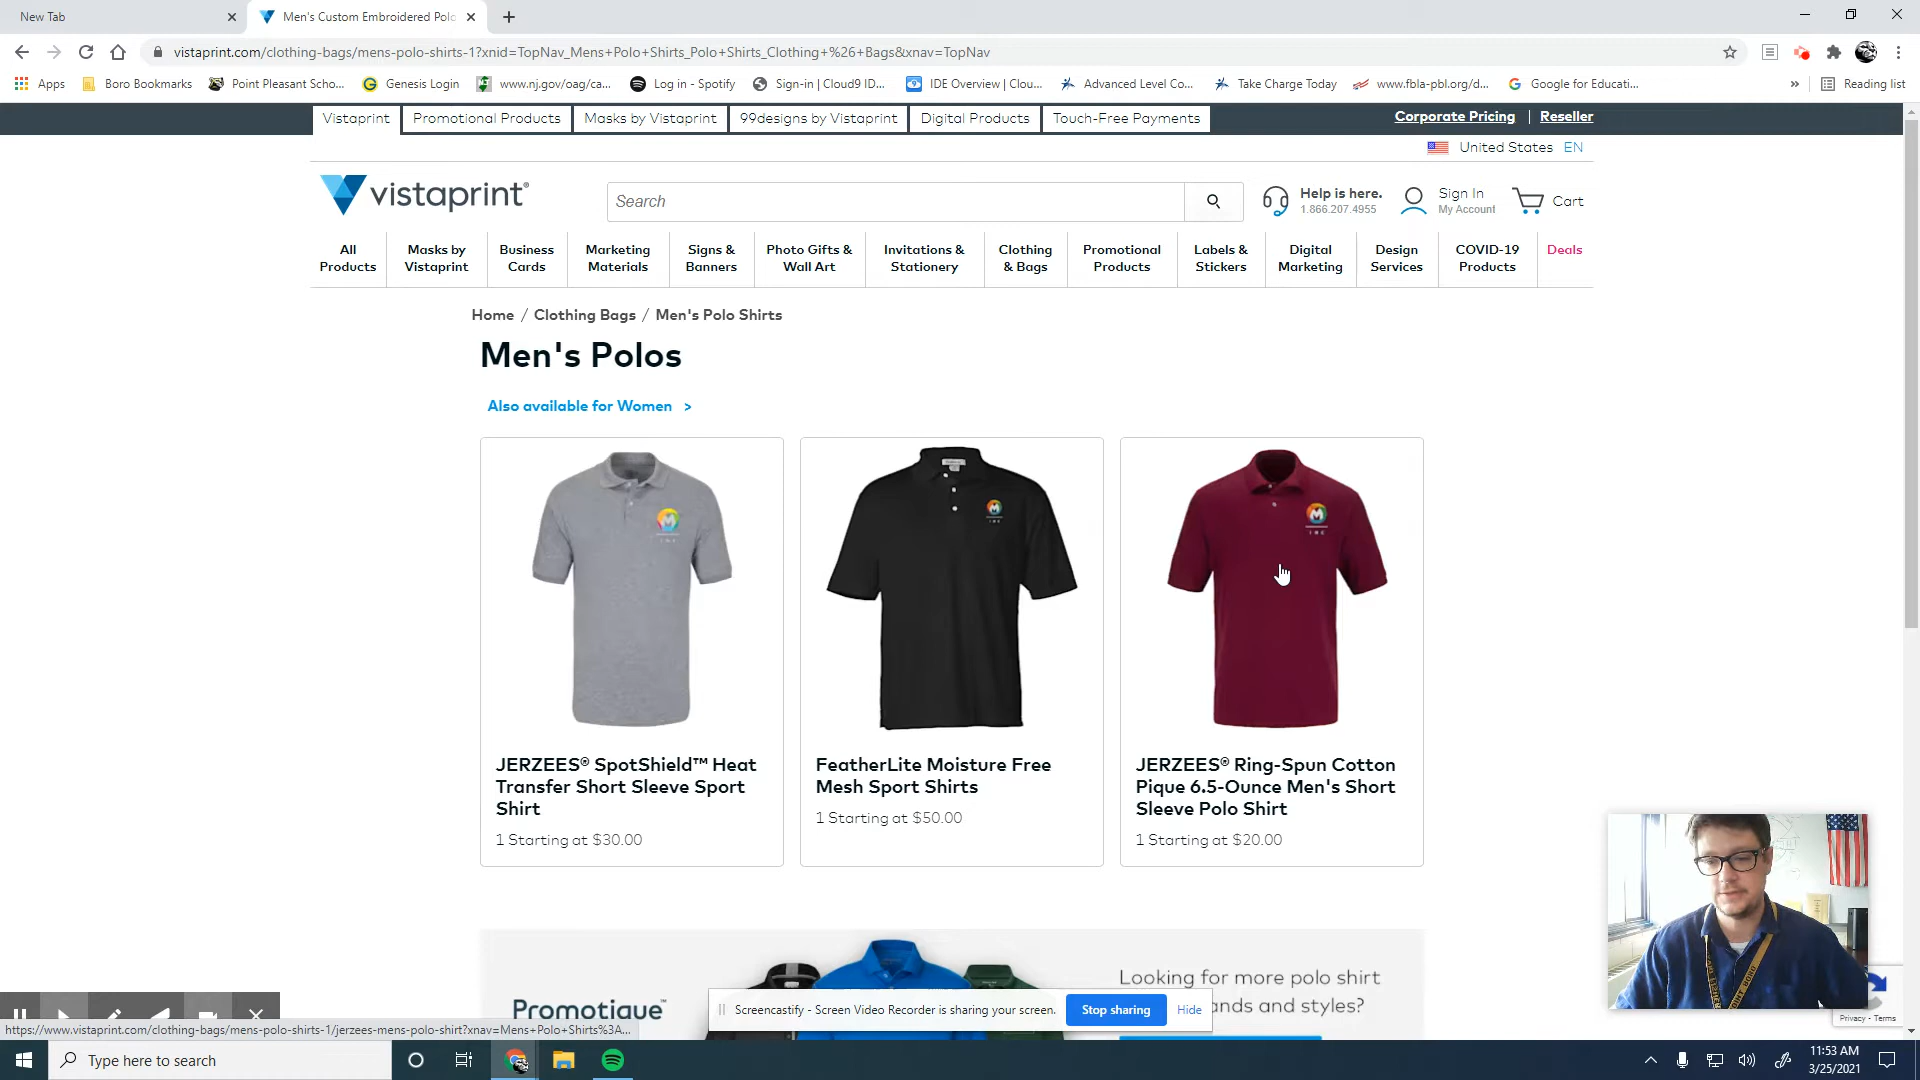 New Tab
Men's Custom Embroidered Polo
vistaprint.com/clothing-bags/mens-polo-shirts-1?xnid=TopNav_Mens+Polo+Shirts_Polo+Shirts_Clothing+%26+Bags&xnav=TopNav
Apps
Boro Bookmarks
Point Pleasant Scho...
Genesis Login
www.nj.gov/oag/ca...
Log in - Spotify
Sign-in | Cloud9 ID...
IDE Overview | Clou...
Advanced Level Co...
Take Charge Today
www.fbla-pbl.org/d...
Google for Educati...
»
Reading list
Vistaprint
Promotional Products
Masks by Vistaprint
99designs by Vistaprint
Digital Products
Touch-Free Payments
Corporate Pricing | Reseller
United States EN
vistaprint®
Search
Help is here.
1.866.207.4955
Sign In
My Account
Cart
All
Products
Masks by
Vistaprint
Business
Cards
Marketing
Materials
Signs &
Banners
Photo Gifts &
Wall Art
Invitations &
Stationery
Clothing
& Bags
Promotional
Products
Labels &
Stickers
Digital
Marketing
Design
Services
COVID-19
Products
Deals
Home / Clothing Bags / Men's Polo Shirts
Men's Polos
Also available for Women >
M
INC
M
INC
M
INC
JERZEES® SpotShield™ Heat
Transfer Short Sleeve Sport
Shirt
1 Starting at $30.00
FeatherLite Moisture Free
Mesh Sport Shirts
1 Starting at $50.00
JERZEES® Ring-Spun Cotton
Pique 6.5-Ounce Men's Short
Sleeve Polo Shirt
1 Starting at $20.00
Promotique™
Looking for more polo shirt
ands and styles?
Screencastify - Screen Video Recorder is sharing your screen.
Stop sharing
Hide
Privacy - Terms
https://www.vistaprint.com/clothing-bags/mens-polo-shirts-1/jerzees-mens-polo-shirt?xnav=Mens+Polo+Shirts%3A...
Type here to search
11:53 AM
3/25/2021